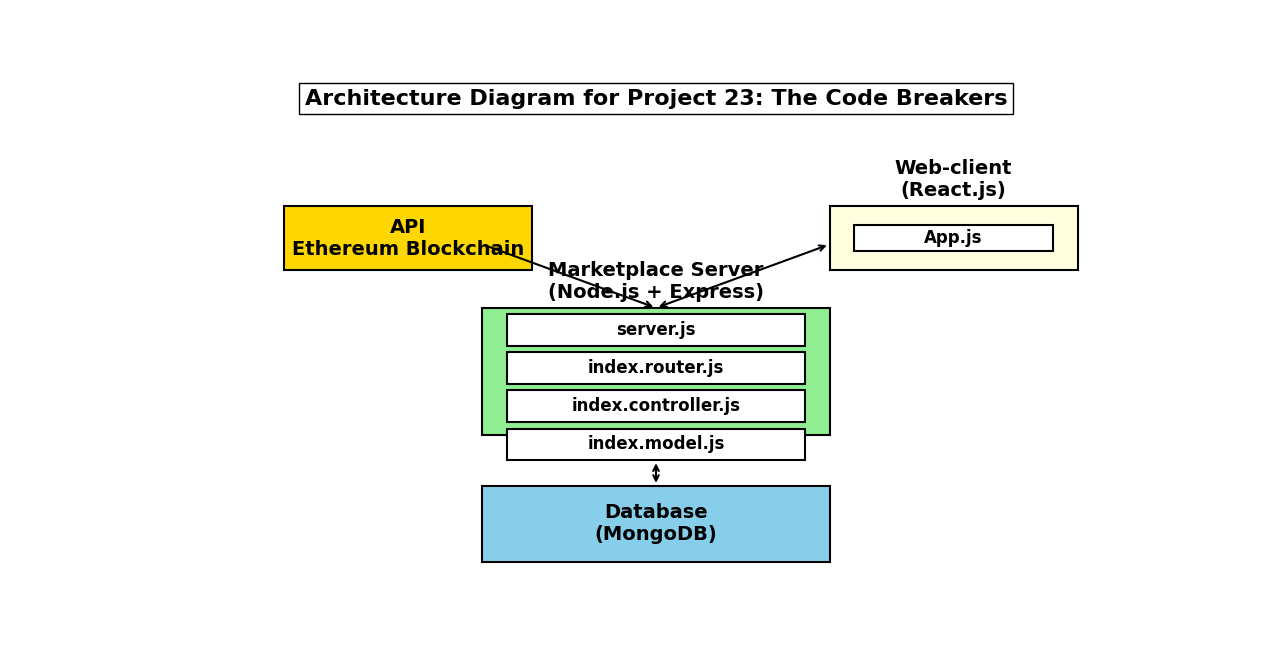 Architecture Diagram for Project 23: The Code Breakers
Web-client
(React.js)
API
Ethereum Blockchain
App.js
Marketplace Server
(Node.js + Express)
server.js
index.router.js
index.controller.js
index.model.js
Database
(MongoDB)